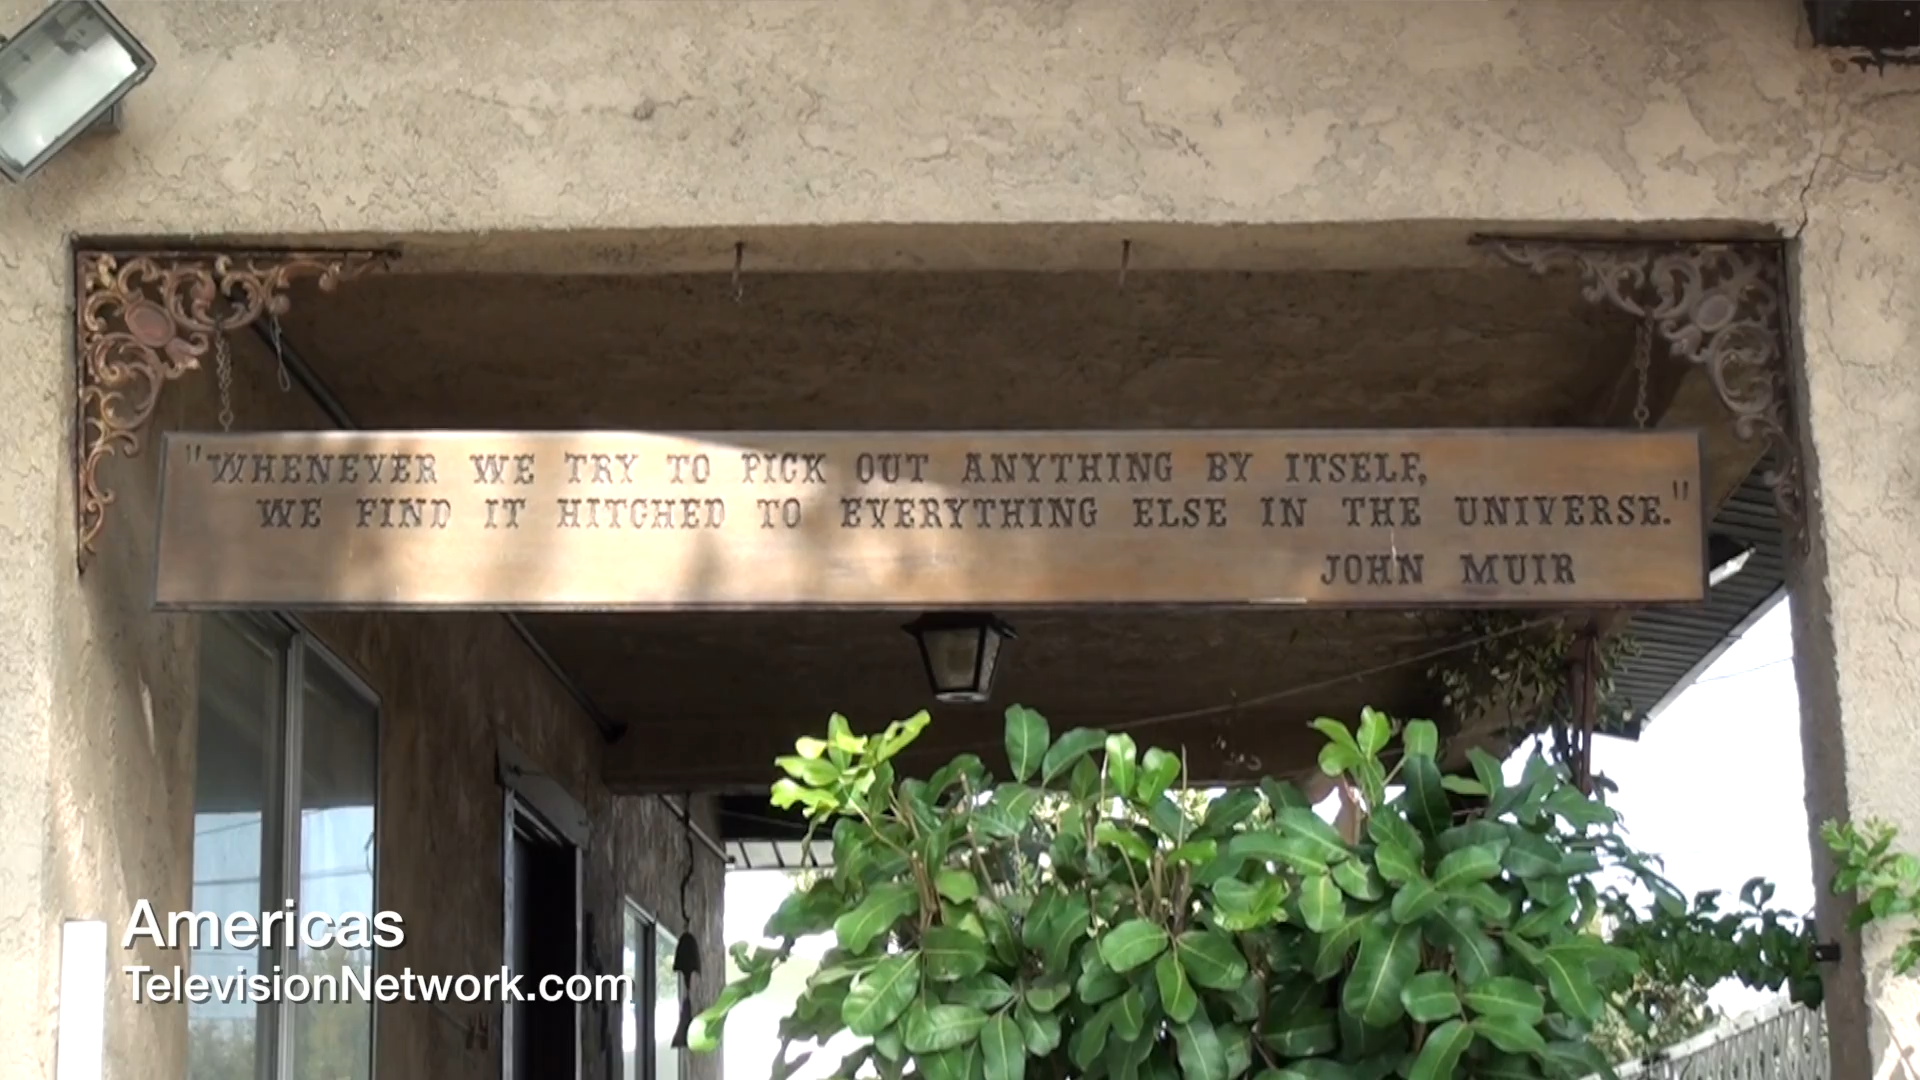 "WHENEVER WE TRY TO PICK OUT ANYTHING BY ITSELF,
WE FIND IT HITCHED TO EVERYTHING ELSE IN THE UNIVERSE."
JOHN MUIR
Americas
TelevisionNetwork.com